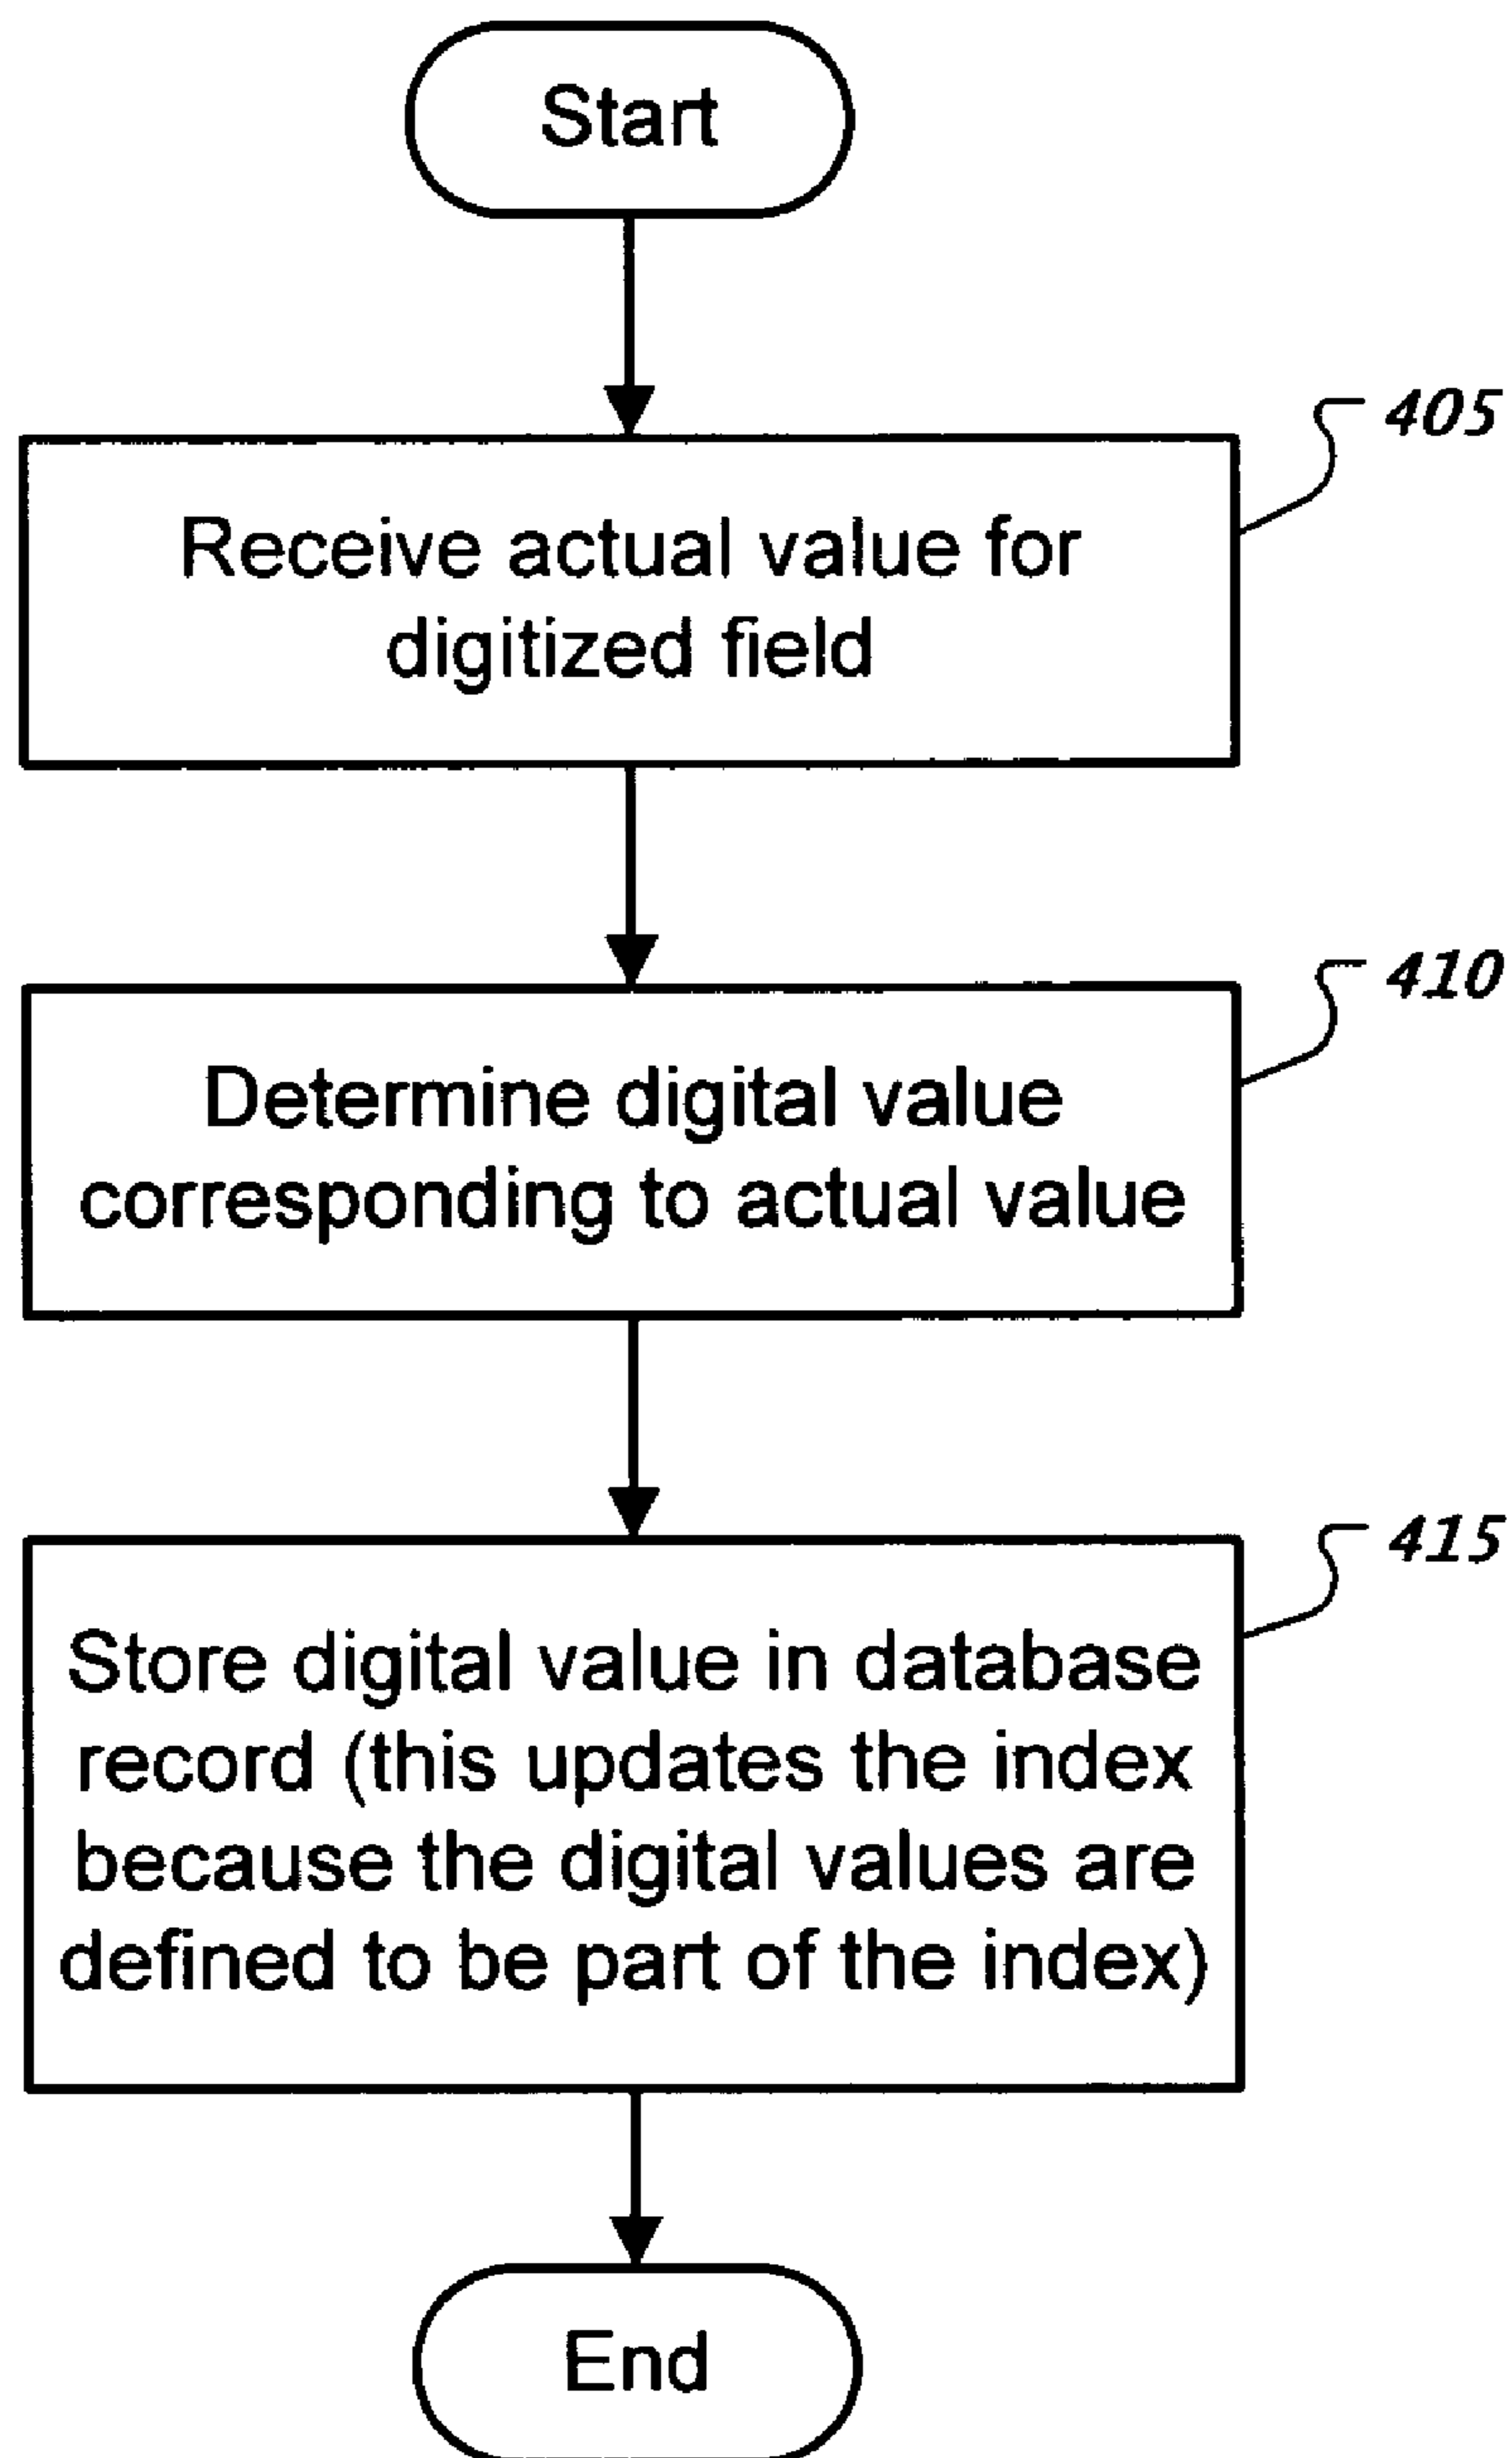 Start
405
Receive actual value for
digitized field
410
Determine digital value
corresponding to actual value
415
Store digital value in database
record (this updates the index
because the digital values are
defined to be part of the index)
End